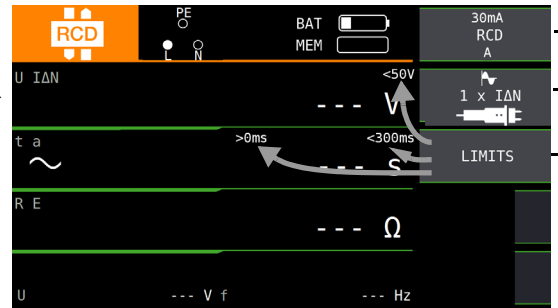 RCD
PE
L N
BAT
MEM
30mA
RCD
A
U IΔN
<50V
--- V
1 x IΔN
t a
>0ms
<300ms
--- s
LIMITS
R E
--- Ω
U --- V f --- Hz